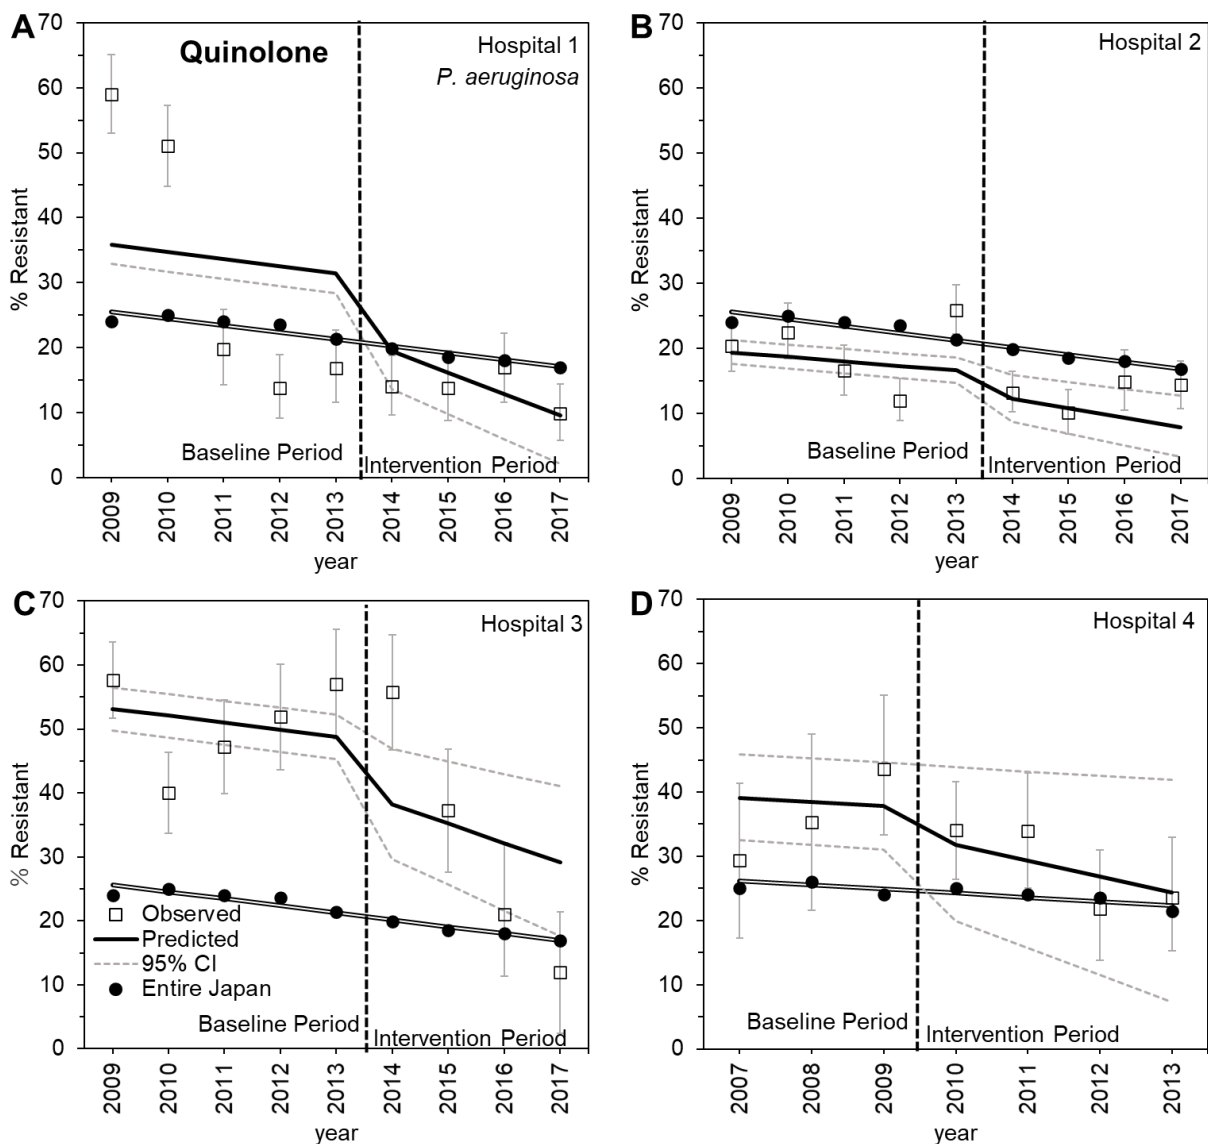 A
Quinolone
Hospital 1
P. aeruginosa
% Resistant
70
60
50
40
30
20
10
0
Baseline Period
Intervention Period
2009
2010
2011
2012
2013
2014
2015
2016
2017
year
B
Hospital 2
% Resistant
70
60
50
40
30
20
10
0
Baseline Period
Intervention Period
2009
2010
2011
2012
2013
2014
2015
2016
2017
year
C
Hospital 3
% Resistant
70
60
50
40
30
20
10
0
Observed
Predicted
95% CI
Entire Japan
Baseline Period
Intervention Period
2009
2010
2011
2012
2013
2014
2015
2016
2017
year
D
Hospital 4
% Resistant
70
60
50
40
30
20
10
0
Baseline Period
Intervention Period
2007
2008
2009
2010
2011
2012
2013
year